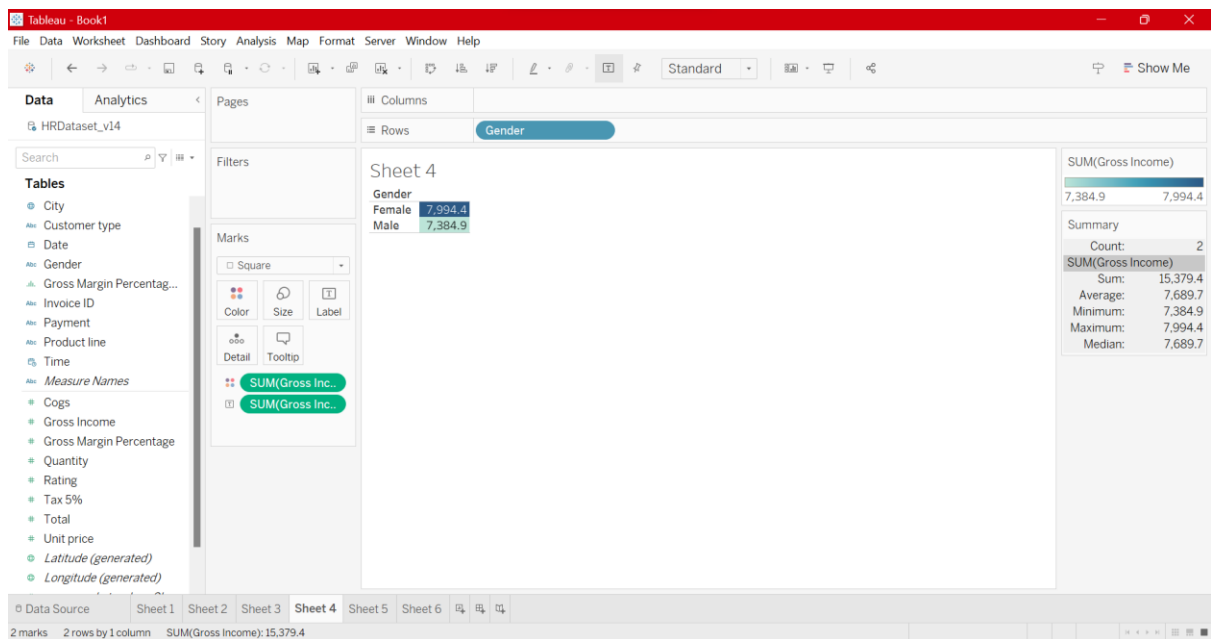 Tableau - Book1
File Data Worksheet Dashboard Story Analysis Map Format Server Window Help
Standard
Show Me
Data Analytics
HRDataset_v14
Search
Tables
City
Abc Customer type
Date
Abc Gender
Gross Margin Percentag...
Abc Invoice ID
Abc Payment
Abc Product line
Time
Abc Measure Names
# Cogs
# Gross Income
# Gross Margin Percentage
# Quantity
# Rating
# Tax 5%
# Total
# Unit price
Latitude (generated)
Longitude (generated)
Pages
Filters
Marks
Square
Color Size Label
Detail Tooltip
SUM(Gross Inc..
SUM(Gross Inc..
Columns
Rows Gender
Sheet 4
Gender
Female 7,994.4
Male 7,384.9
SUM(Gross Income)
7,384.9 7,994.4
Summary
Count: 2
SUM(Gross Income)
Sum: 15,379.4
Average: 7,689.7
Minimum: 7,384.9
Maximum: 7,994.4
Median: 7,689.7
Data Source Sheet 1 Sheet 2 Sheet 3 Sheet 4 Sheet 5 Sheet 6
2 marks 2 rows by 1 column SUM(Gross Income): 15,379.4